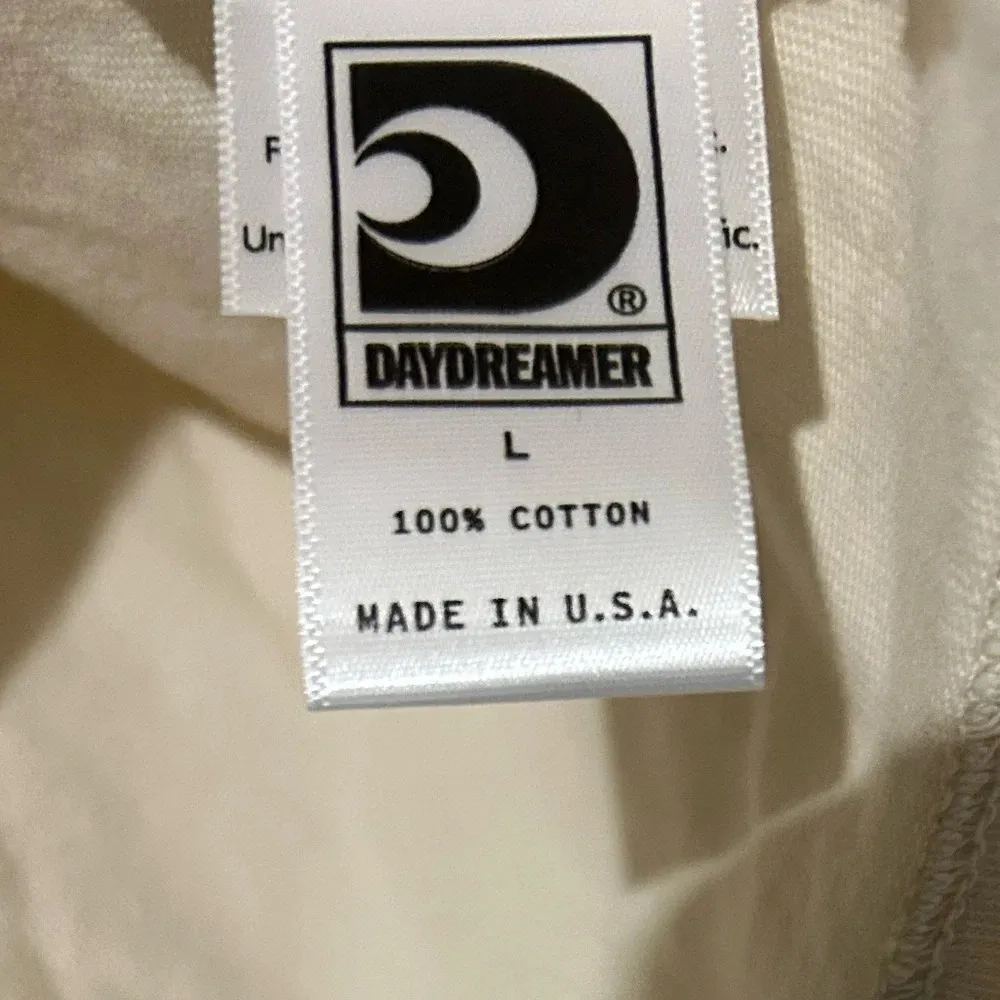 ®
DAYDREAMER
L
100% COTTON
MADE IN U.S.A.